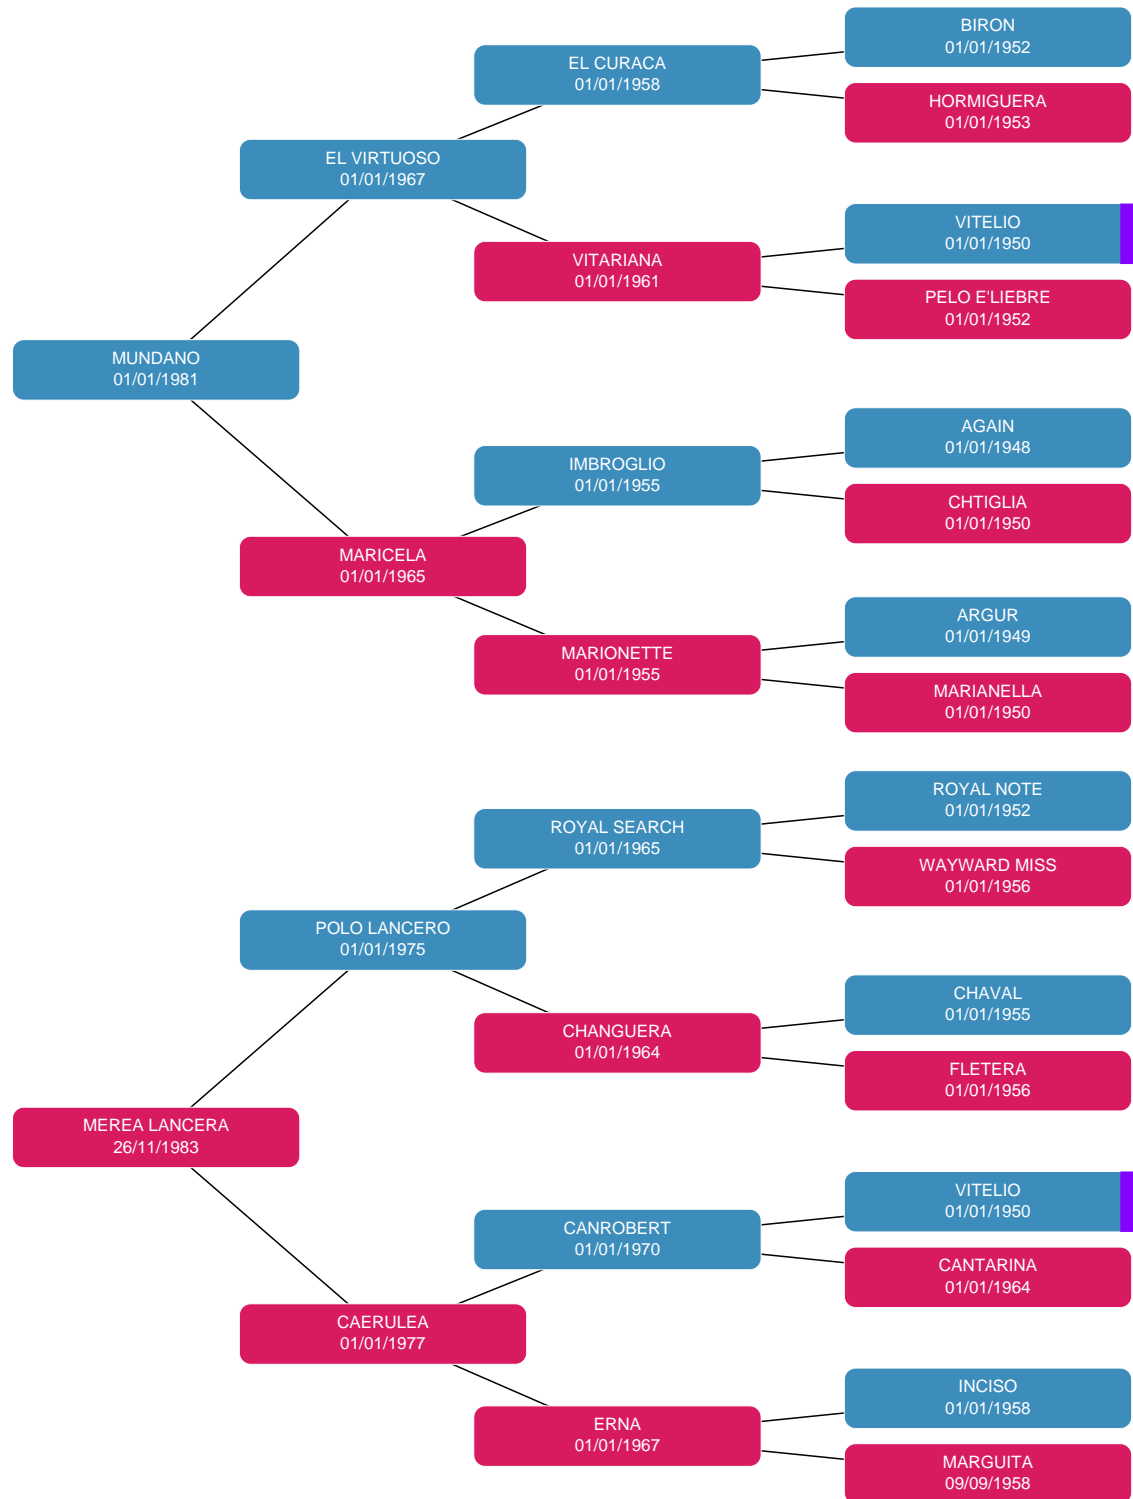 BIRON
01/01/1952
EL CURACA
01/01/1958
HORMIGUERA
01/01/1953
EL VIRTUOSO
01/01/1967
VITELIO
01/01/1950
VITARIANA
01/01/1961
PELO E'LIEBRE
01/01/1952
MUNDANO
01/01/1981
AGAIN
01/01/1948
IMBROGLIO
01/01/1955
CHTIGLIA
01/01/1950
MARICELA
01/01/1965
ARGUR
01/01/1949
MARIONETTE
01/01/1955
MARIANELLA
01/01/1950
ROYAL NOTE
01/01/1952
ROYAL SEARCH
01/01/1965
WAYWARD MISS
01/01/1956
POLO LANCERO
01/01/1975
CHAVAL
01/01/1955
CHANGUERA
01/01/1964
FLETERA
01/01/1956
MEREA LANCERA
26/11/1983
VITELIO
01/01/1950
CANROBERT
01/01/1970
CANTARINA
01/01/1964
CAERULEA
01/01/1977
INCISO
01/01/1958
ERNA
01/01/1967
MARGUITA
09/09/1958